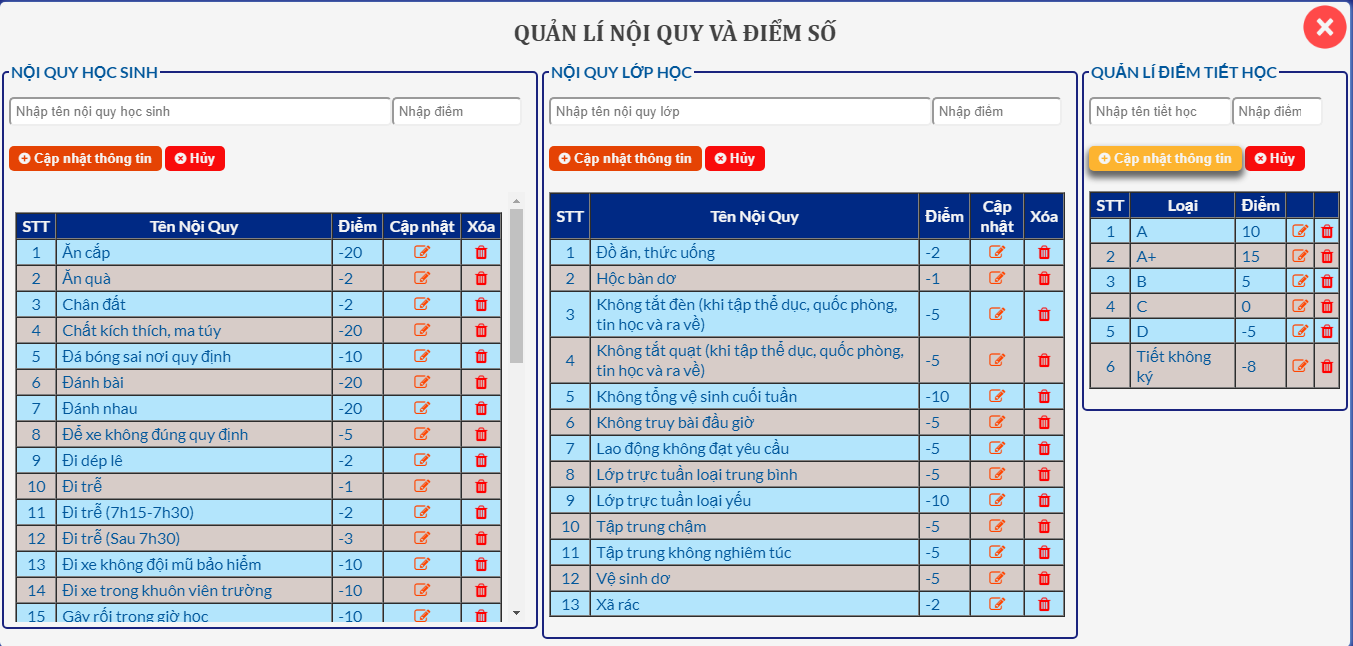 QUẢN LÍ NỘI QUY VÀ ĐIỂM SỐ
NỘI QUY HỌC SINH
Nhập tên nội quy học sinh Nhập điểm
Cập nhật thông tin Hủy
STT Tên Nội Quy Điểm Cập nhật Xóa
1 Ăn cắp -20
2 Ăn quà -2
3 Chân đất -2
4 Chất kích thích, ma túy -20
5 Đá bóng sai nơi quy định -10
6 Đánh bài -20
7 Đánh nhau -20
8 Để xe không đúng quy định -5
9 Đi dép lê -2
10 Đi trễ -1
11 Đi trễ (7h15-7h30) -2
12 Đi trễ (Sau 7h30) -3
13 Đi xe không đội mũ bảo hiểm -10
14 Đi xe trong khuôn viên trường -10
15 Gây rối trong giờ học -10
NỘI QUY LỚP HỌC
Nhập tên nội quy lớp Nhập điểm
Cập nhật thông tin Hủy
STT Tên Nội Quy Điểm Cập
nhật Xóa
1 Đồ ăn, thức uống -2
2 Hộc bàn dơ -1
3 Không tắt đèn (khi tập thể dục, quốc phòng,
tin học và ra về) -5
4 Không tắt quạt (khi tập thể dục, quốc phòng,
tin học và ra về) -5
5 Không tổng vệ sinh cuối tuần -10
6 Không truy bài đầu giờ -5
7 Lao động không đạt yêu cầu -5
8 Lớp trực tuần loại trung bình -5
9 Lớp trực tuần loại yếu -10
10 Tập trung chậm -5
11 Tập trung không nghiêm túc -5
12 Vệ sinh dơ -5
13 Xã rác -2
QUẢN LÍ ĐIỂM TIẾT HỌC
Nhập tên tiết học Nhập điểm
Cập nhật thông tin Hủy
STT Loại Điểm
1 A 10
2 A+ 15
3 B 5
4 C 0
5 D -5
6 Tiết không
ký -8